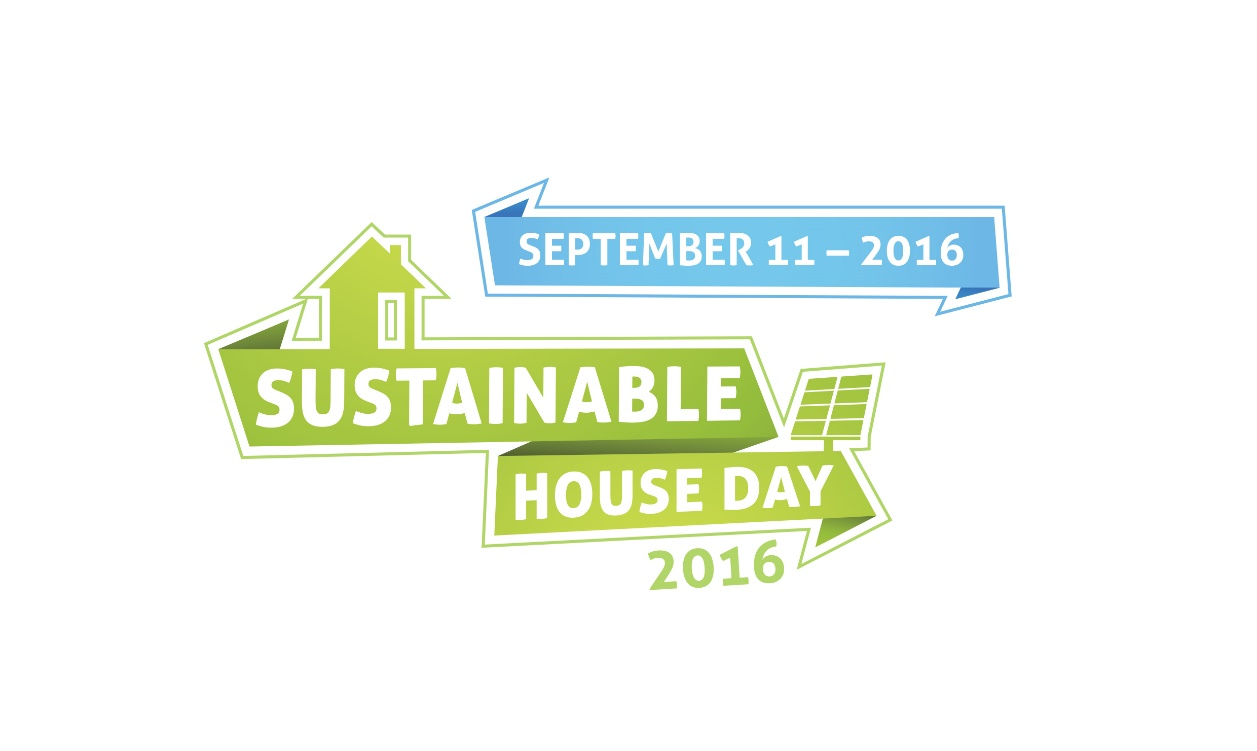 SEPTEMBER 11 – 2016
SUSTAINABLE
HOUSE DAY
2016